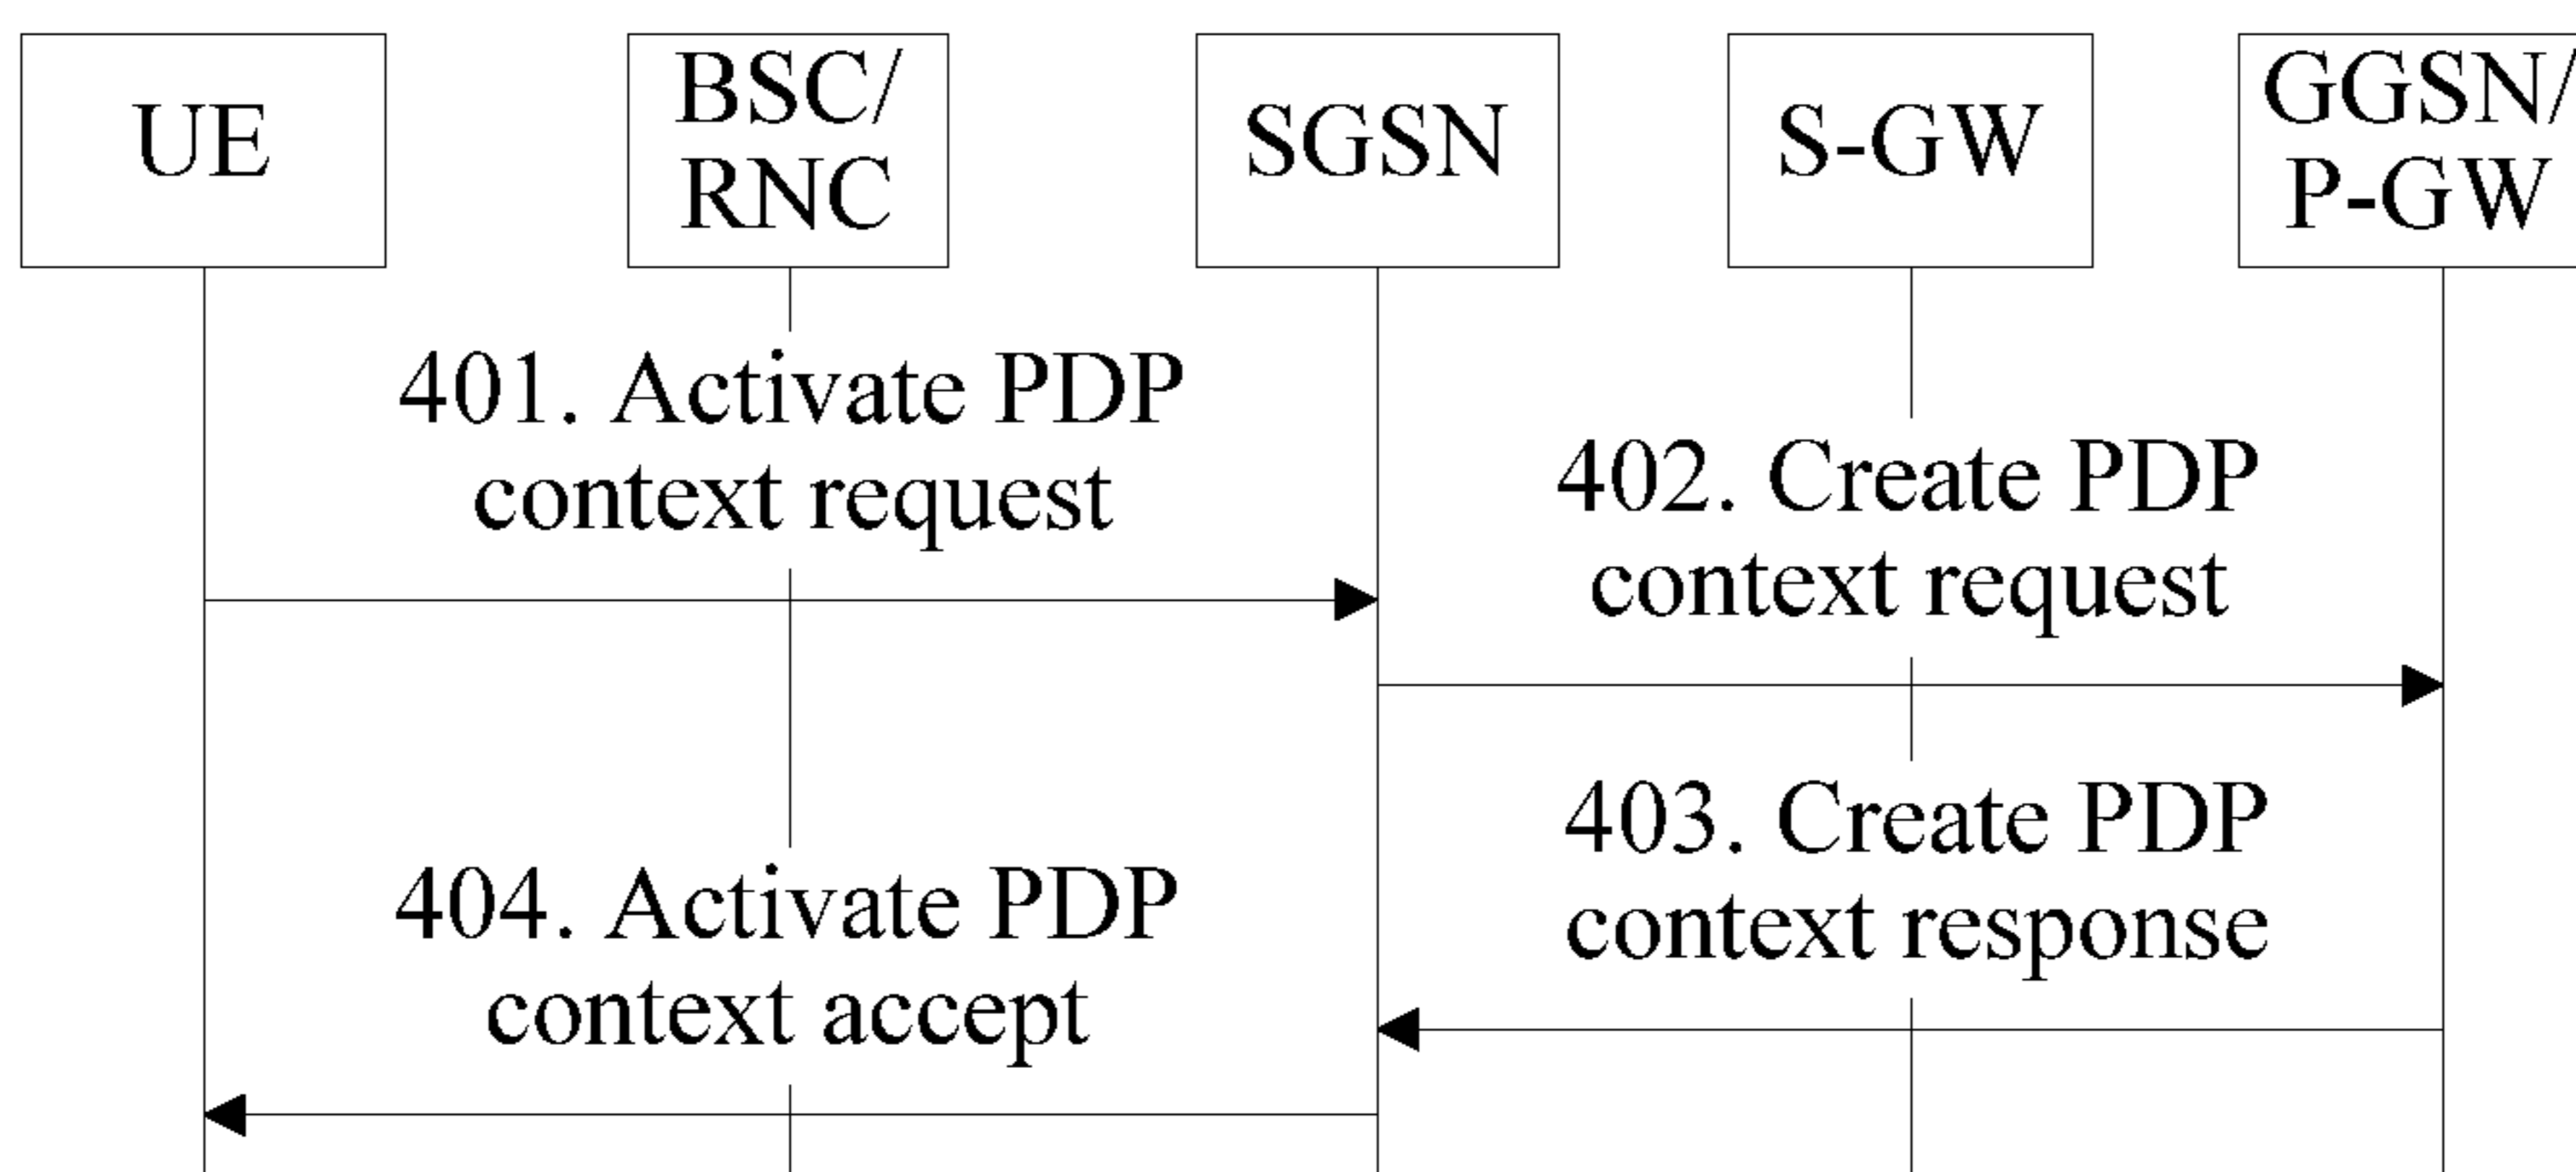 UE
BSC/
RNC
SGSN
S-GW
GGSN/
P-GW
401. Activate PDP
context request
402. Create PDP
context request
403. Create PDP
context response
404. Activate PDP
context accept